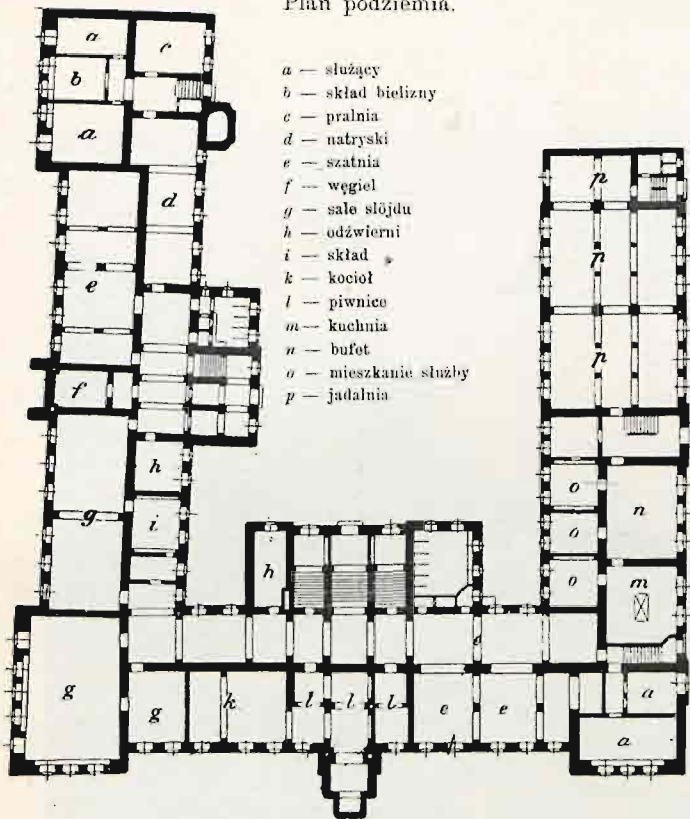 Plan podziemia.
a — służący
b — skład bielizny
c — pralnia
d — natryski
e — szatnia
f — węgiel
g — sale slöjdu
h — odźwierni
i — skład
k — kocioł
l — piwnice
m — kuchnia
n — bufet
o — mieszkanie służby
p — jadalnia
a
c
b
a
d
e
f
h
g
i
h
g
g
k
l
l
l
e
e
e
p
p
p
o
n
o
o
m
a
a